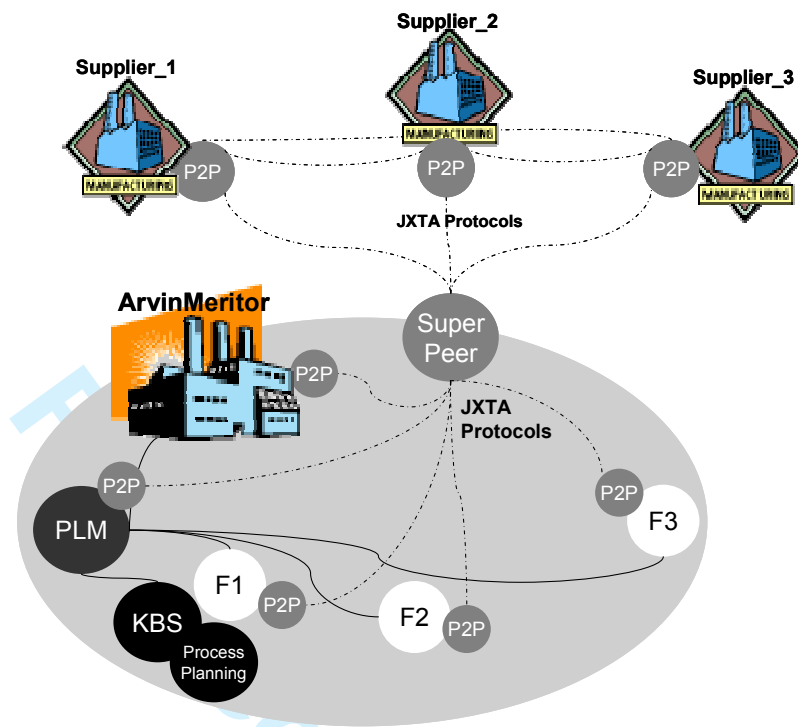 Supplier_2
Supplier_1
Supplier_3
MANUFACTURING
P2P
P2P
P2P
MANUFACTURING
MANUFACTURING
JXTA Protocols
ArvinMeritor
Super
Peer
P2P
JXTA
Protocols
P2P
P2P
PLM
F3
F1
P2P
F2
P2P
KBS
Process
Planning